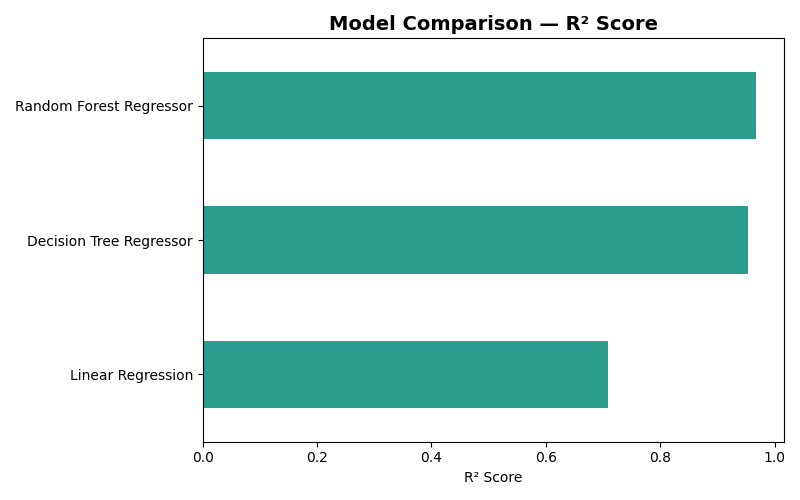 Model Comparison — R² Score
Random Forest Regressor
Decision Tree Regressor
Linear Regression
0.0 0.2 0.4 0.6 0.8 1.0
R² Score